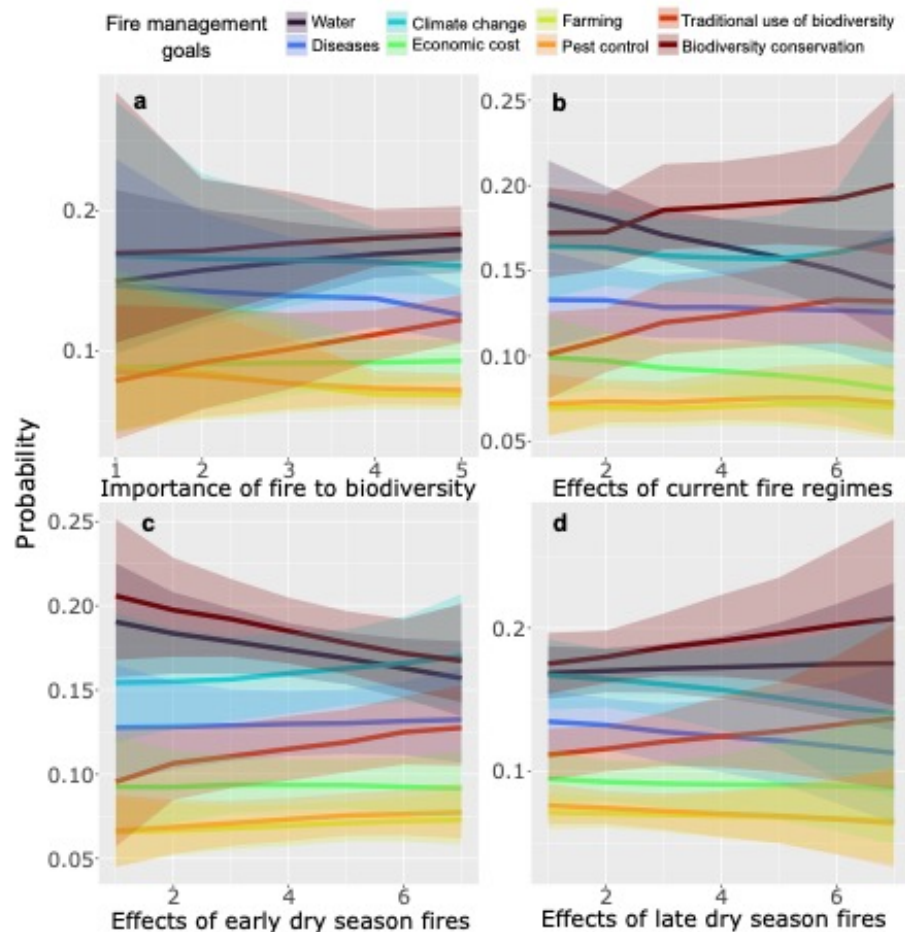 Fire management goals
Water
Climate change
Farming
Traditional use of biodiversity
Diseases
Economic cost
Pest control
Biodiversity conservation
Probability
a
0.2
0.1
1 2 3 4 5
Importance of fire to biodiversity
b
0.25
0.20
0.15
0.10
0.05
2 4 6
Effects of current fire regimes
c
0.25
0.20
0.15
0.10
0.05
2 4 6
Effects of early dry season fires
d
0.2
0.1
2 4 6
Effects of late dry season fires